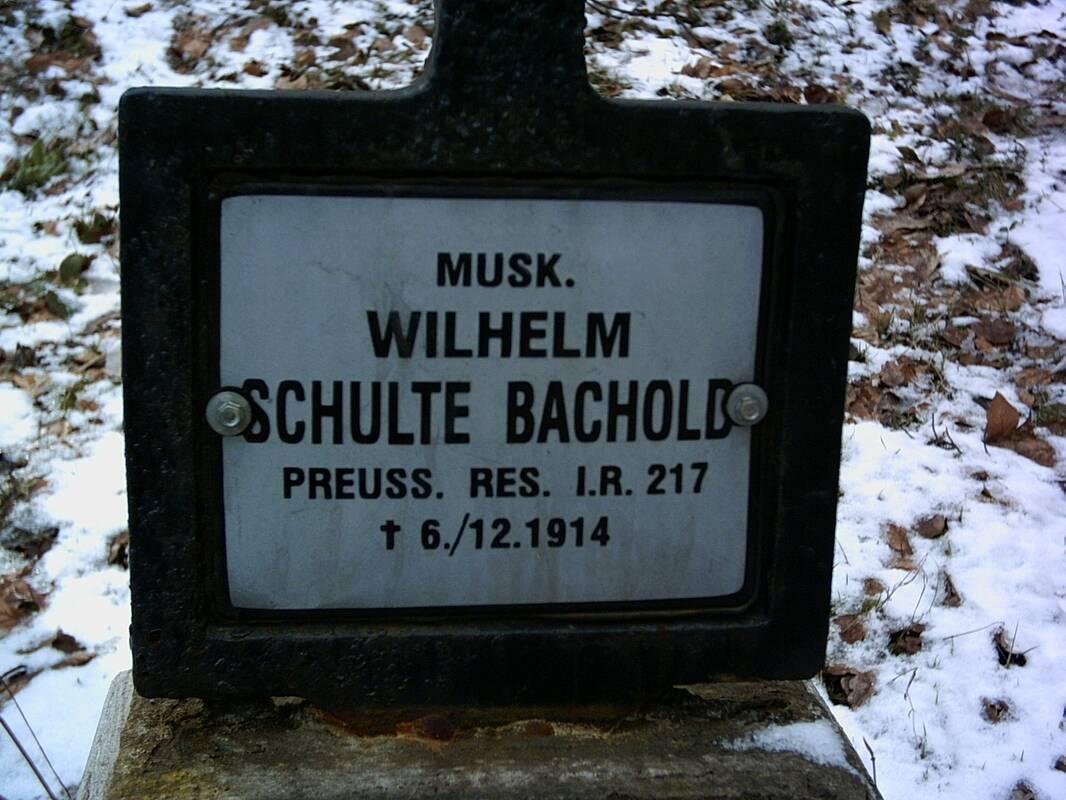 MUSK.
WILHELM
SCHULTE BACHOLD
PREUSS. RES. I.R. 217
✝ 6./12.1914